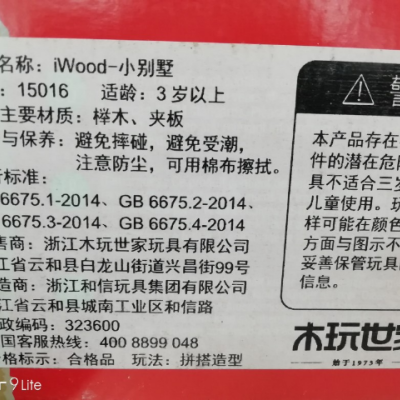 名称：iWood-小别墅
：15016 适龄：3岁以上
主要材质：榉木、夹板
与保养：避免摔碰，避免受潮，
注意防尘，可用棉布擦拭。
标准：
6675.1-2014、GB 6675.2-2014、
6675.3-2014、GB 6675.4-2014
售商：浙江木玩世家玩具有限公司
江省云和县白龙山街道兴昌街99号
造商：浙江和信玩具集团有限公司
江省云和县城南工业区和信路
政编码：323600
国客服热线：400 8899 048
格标示：合格品 玩法：拼搭造型
本产品存在
件的潜在危险
具不适合三岁
儿童使用。玩
样可能在颜色
方面与图示不
妥善保管玩具
信息。
木玩世家
始于1973年
9 Lite